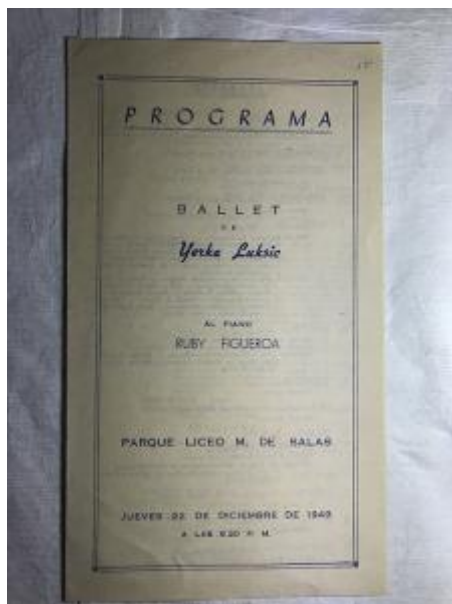 PROGRAMA
BALLET
DE
Yerka Luksic
AL PIANO
RUBY FIGUEROA
PARQUE LICEO M. DE SALAS
JUEVES 22 DE DICIEMBRE DE 1949
A LAS P. M.